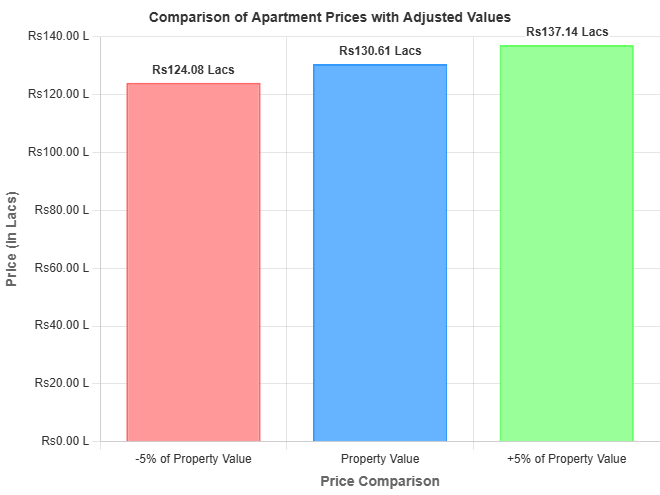 Comparison of Apartment Prices with Adjusted Values
Rs140.00 L
Rs120.00 L
Rs100.00 L
Rs80.00 L
Rs60.00 L
Rs40.00 L
Rs20.00 L
Rs0.00 L
Price (In Lacs)
Rs124.08 Lacs
Rs130.61 Lacs
Rs137.14 Lacs
-5% of Property Value
Property Value
+5% of Property Value
Price Comparison